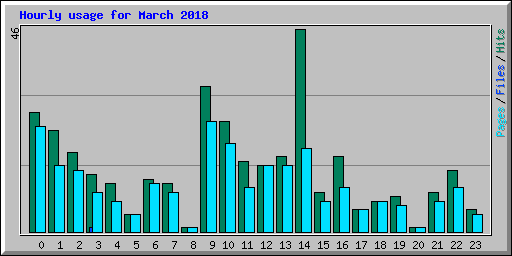 Hourly usage for March 2018
46
Pages/Files/Hits
0 1 2 3 4 5 6 7 8 9 10 11 12 13 14 15 16 17 18 19 20 21 22 23